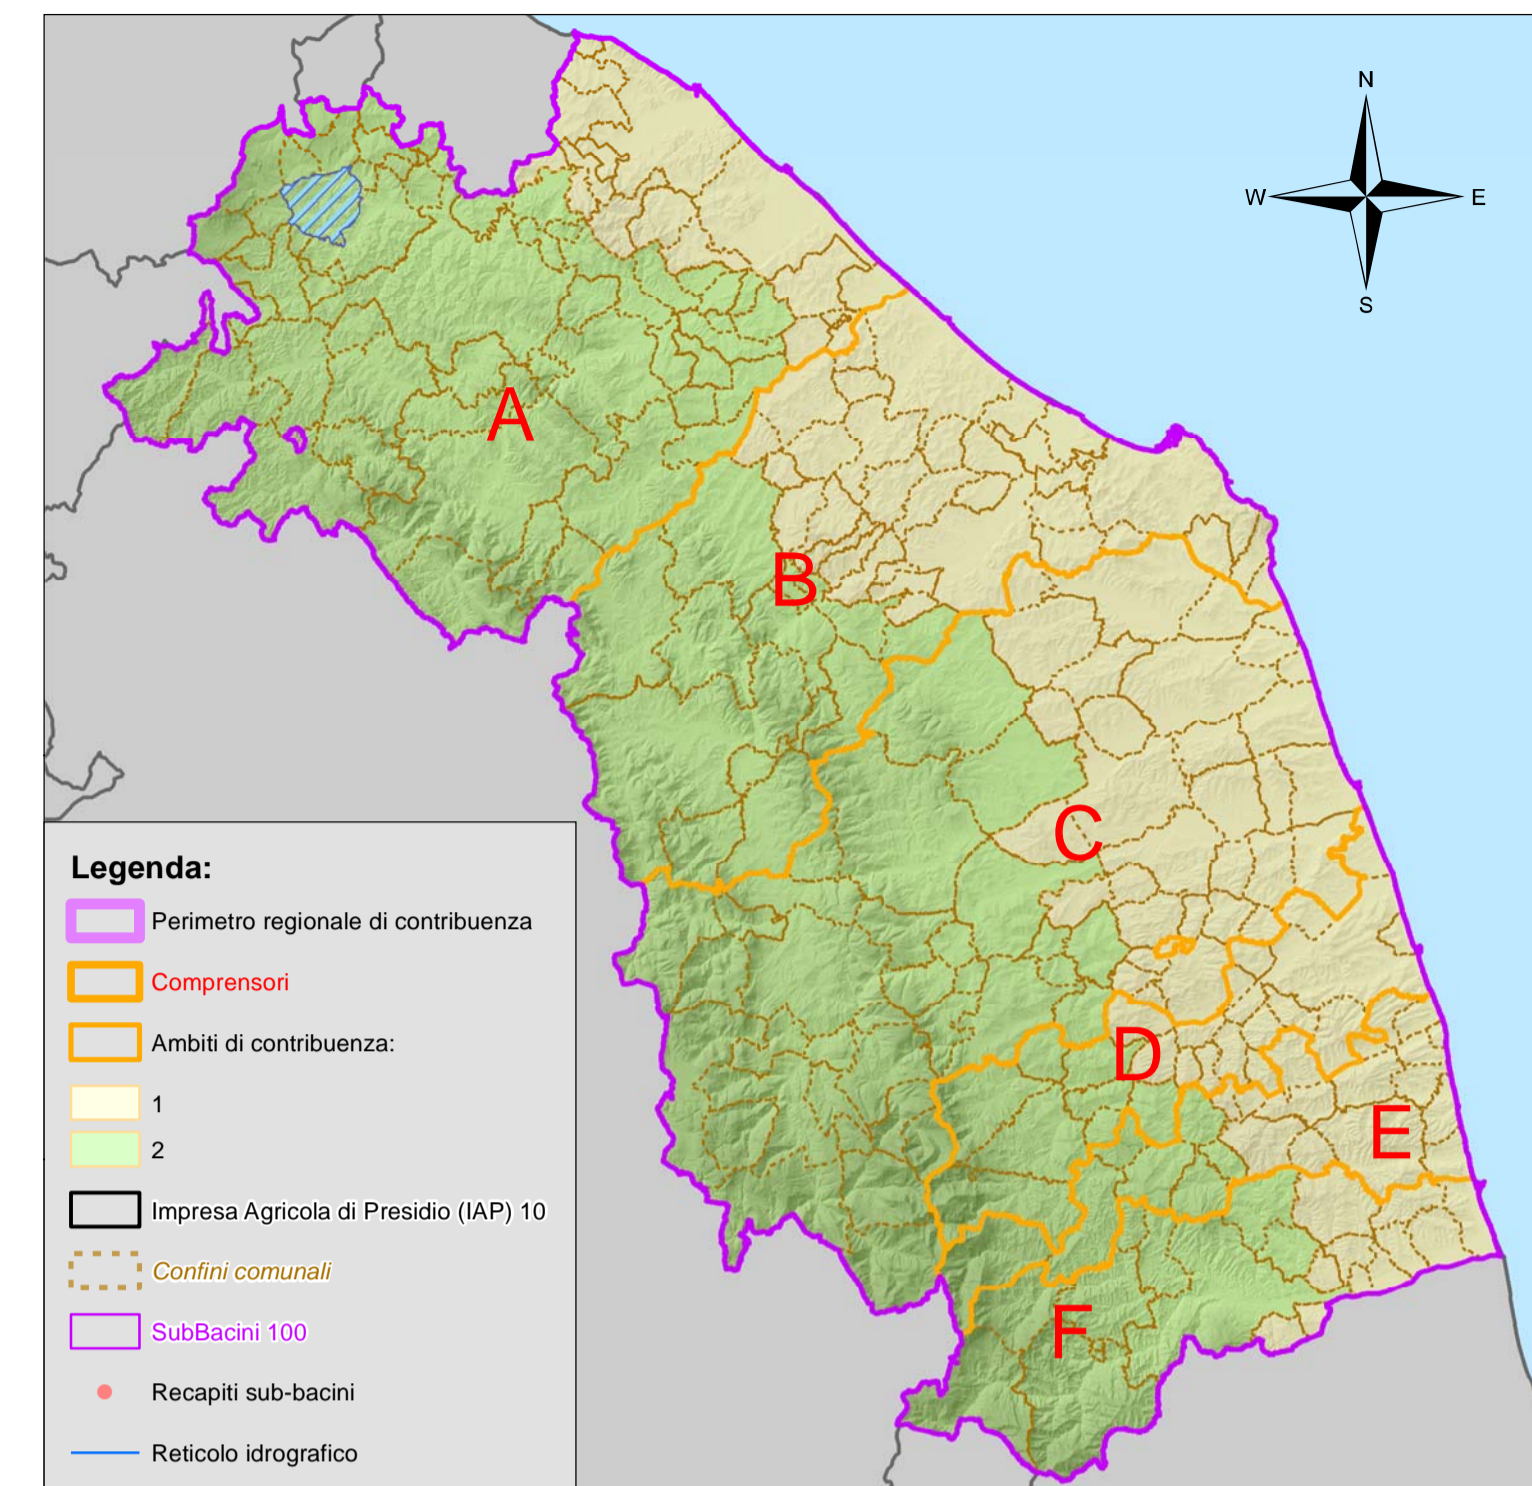 N
W E
S
A
B
C
D
E
F
Legenda:
Perimetro regionale di contribuenza
Comprensori
Ambiti di contribuenza:
1
2
Impresa Agricola di Presidio (IAP) 10
Confini comunali
SubBacini 100
Recapiti sub-bacini
Reticolo idrografico